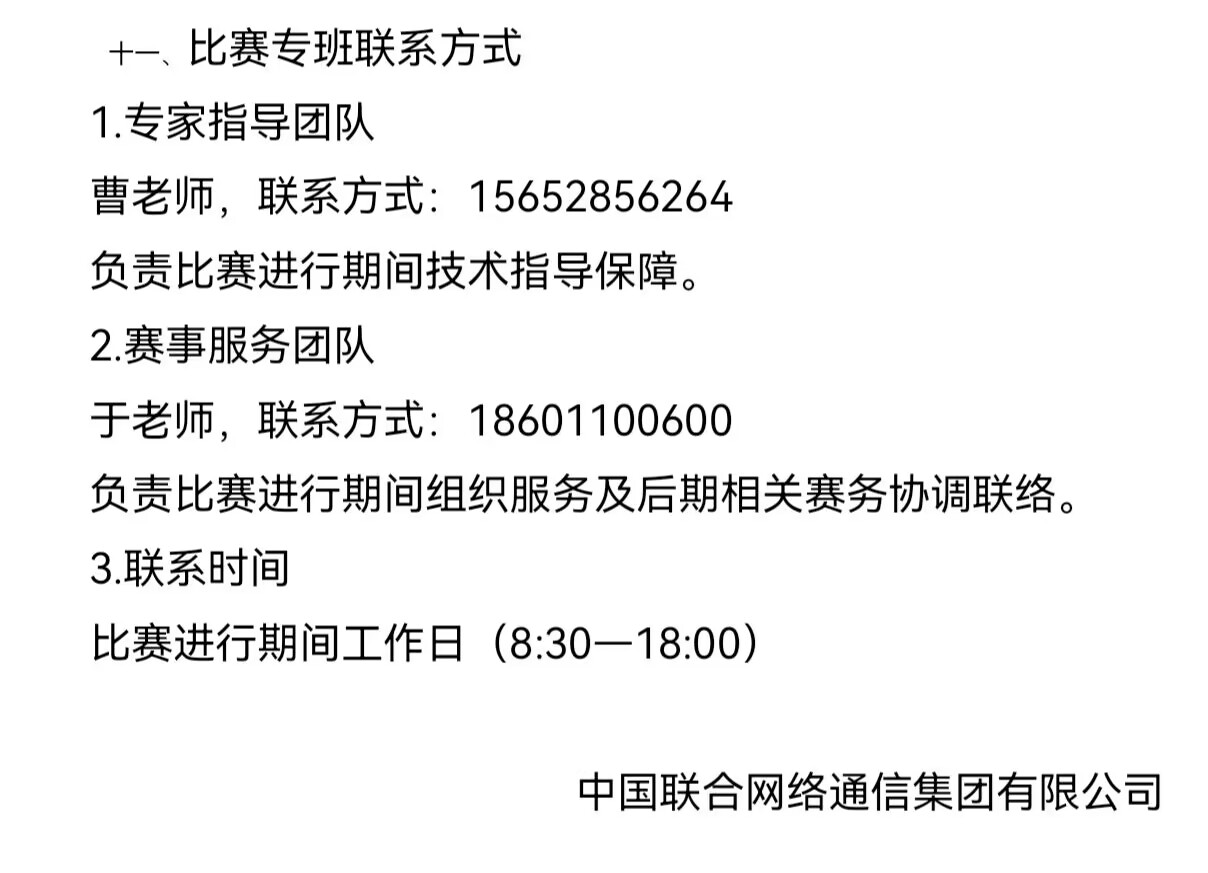 十一、比赛专班联系方式
1.专家指导团队
曹老师，联系方式：15652856264
负责比赛进行期间技术指导保障。
2.赛事服务团队
于老师，联系方式：18601100600
负责比赛进行期间组织服务及后期相关赛务协调联络。
3.联系时间
比赛进行期间工作日（8:30—18:00）
中国联合网络通信集团有限公司